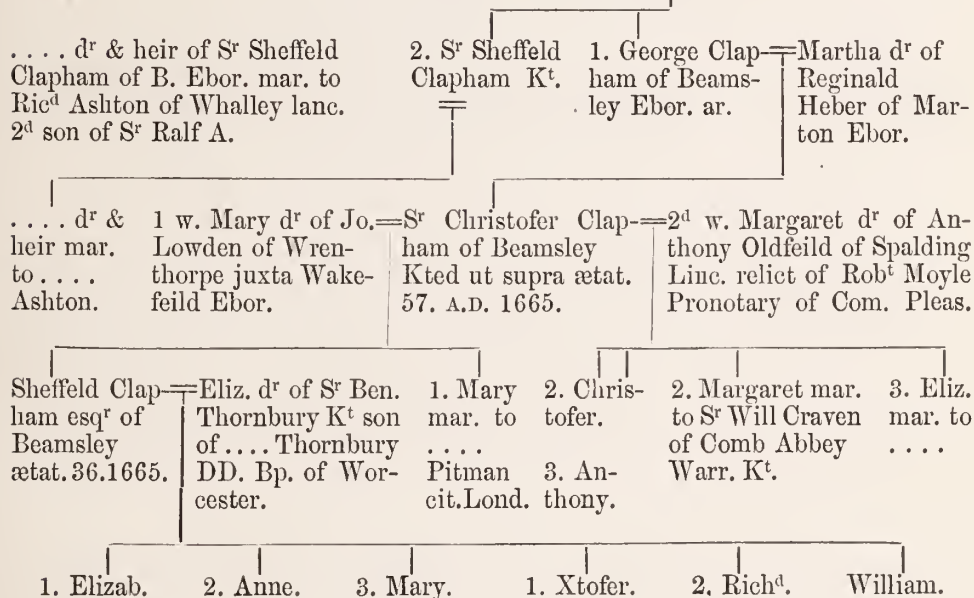 .... dʳ & heir of Sʳ Sheffeld
Clapham of B. Ebor. mar. to
Ricᵈ Ashton of Whalley lanc.
2ᵈ son of Sʳ Ralf A.
2. Sʳ Sheffeld
Clapham Kᵗ.
1. George Clap-
ham of Beams-
ley Ebor. ar.
Martha dʳ of
Reginald
Heber of Mar-
ton Ebor.
.... dʳ &
heir mar.
to ....
Ashton.
1 w. Mary dʳ of Jo.
Lowden of Wren-
thorpe juxta Wake-
feild Ebor.
Sʳ Christofer Clap-
ham of Beamsley
Kted ut supra ætat.
57. A.D. 1665.
2ᵈ w. Margaret dʳ of An-
thony Oldfeild of Spalding
Linc. relict of Robᵗ Moyle
Pronotary of Com. Pleas.
Sheffeld Clap-
ham esqʳ of
Beamsley
ætat. 36. 1665.
Eliz. dʳ of Sʳ Ben.
Thornbury Kᵗ son
of .... Thornbury
DD. Bp. of Wor-
cester.
1. Mary
mar. to
....
Pitman
cit. Lond.
2. Chris-
tofer.
3. An-
thony.
2. Margaret mar.
to Sʳ Will Craven
of Comb Abbey
Warr. Kᵗ.
3. Eliz.
mar. to
....
1. Elizab.
2. Anne.
3. Mary.
1. Xtofer.
2. Richᵈ.
William.